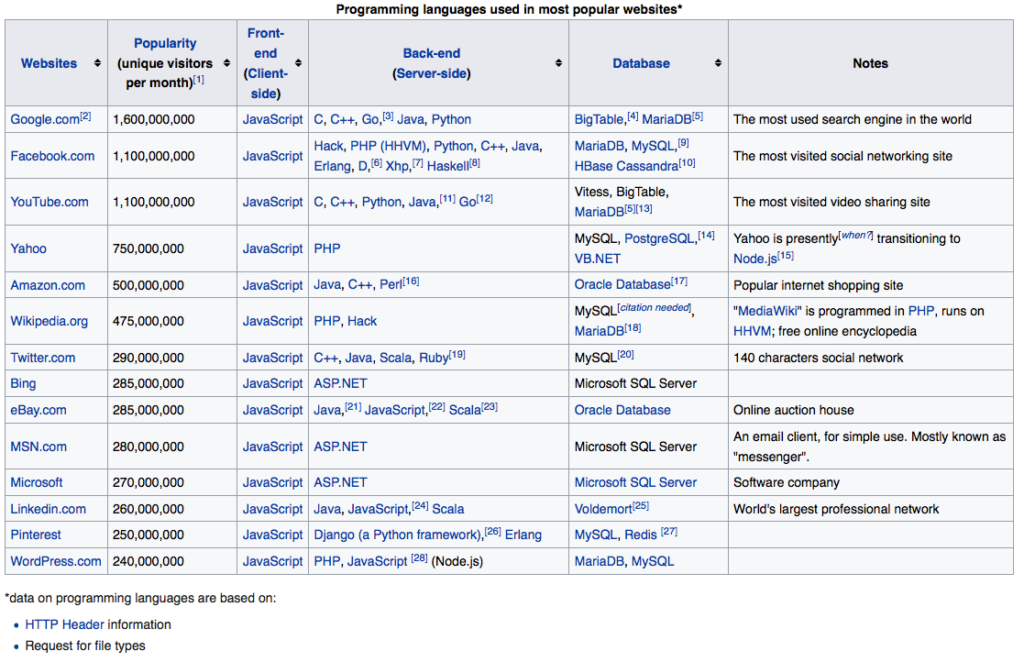 Programming languages used in most popular websites*
Websites
Popularity
(unique visitors
per month)[1]
Front-
end
(Client-
side)
Back-end
(Server-side)
Database
Notes
Google.com[2] 1,600,000,000 JavaScript C, C++, Go,[3] Java, Python BigTable,[4] MariaDB[5] The most used search engine in the world
Facebook.com 1,100,000,000 JavaScript Hack, PHP (HHVM), Python, C++, Java,
Erlang, D,[6] Xhp,[7] Haskell[8]
MariaDB, MySQL,[9]
HBase Cassandra[10]
The most visited social networking site
YouTube.com 1,100,000,000 JavaScript C, C++, Python, Java,[11] Go[12] Vitess, BigTable,
MariaDB[5][13]
The most visited video sharing site
Yahoo 750,000,000 JavaScript PHP MySQL, PostgreSQL,[14]
VB.NET
Yahoo is presently[when?] transitioning to
Node.js[15]
Amazon.com 500,000,000 JavaScript Java, C++, Perl[16] Oracle Database[17] Popular internet shopping site
Wikipedia.org 475,000,000 JavaScript PHP, Hack MySQL[citation needed],
MariaDB[18]
"MediaWiki" is programmed in PHP, runs on
HHVM; free online encyclopedia
Twitter.com 290,000,000 JavaScript C++, Java, Scala, Ruby[19] MySQL[20] 140 characters social network
Bing 285,000,000 JavaScript ASP.NET Microsoft SQL Server
eBay.com 285,000,000 JavaScript Java,[21] JavaScript,[22] Scala[23] Oracle Database Online auction house
MSN.com 280,000,000 JavaScript ASP.NET Microsoft SQL Server An email client, for simple use. Mostly known as
"messenger".
Microsoft 270,000,000 JavaScript ASP.NET Microsoft SQL Server Software company
Linkedin.com 260,000,000 JavaScript Java, JavaScript,[24] Scala Voldemort[25] World's largest professional network
Pinterest 250,000,000 JavaScript Django (a Python framework),[26] Erlang MySQL, Redis [27]
WordPress.com 240,000,000 JavaScript PHP, JavaScript [28] (Node.js) MariaDB, MySQL
*data on programming languages are based on:
• HTTP Header information
• Request for file types